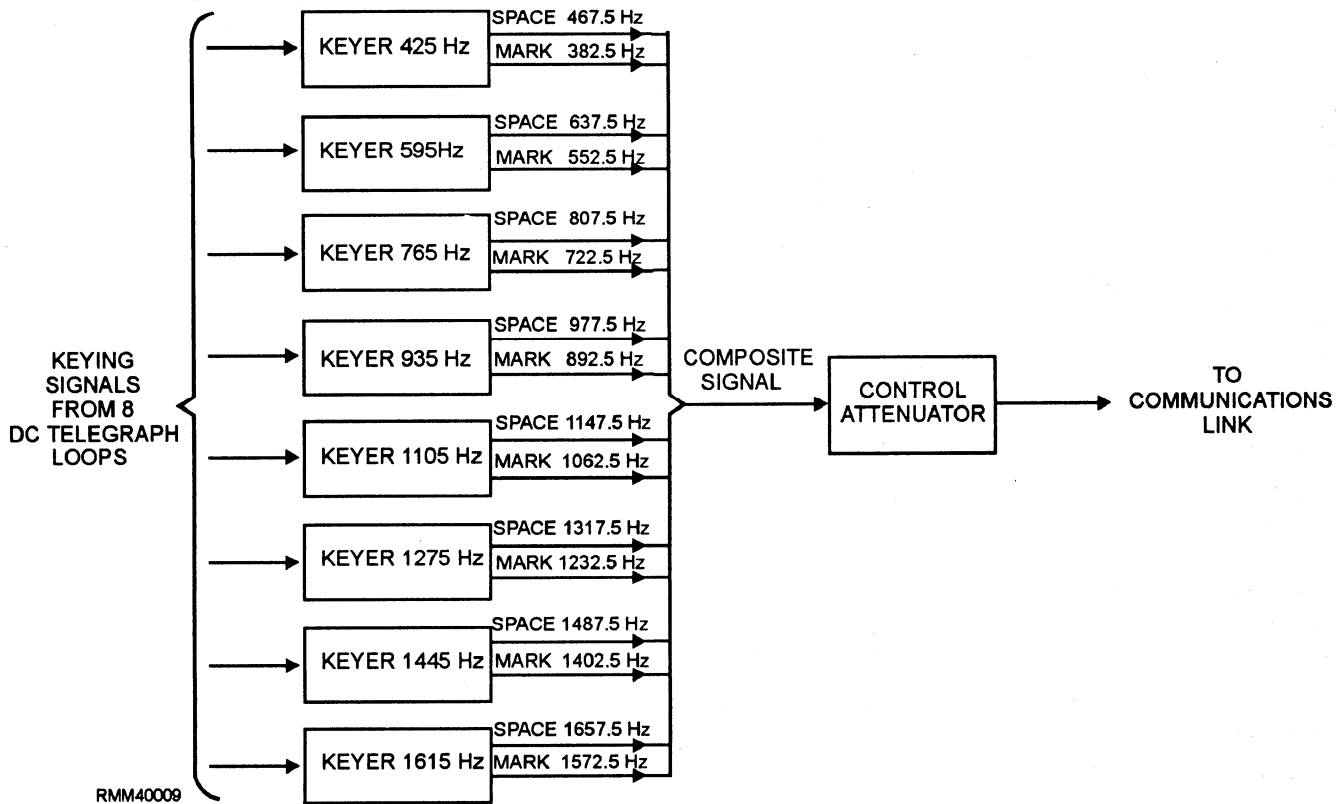 KEYING
SIGNALS
FROM 8
DC TELEGRAPH
LOOPS
KEYER 425 Hz
SPACE 467.5 Hz
MARK 382.5 Hz
KEYER 595Hz
SPACE 637.5 Hz
MARK 552.5 Hz
KEYER 765 Hz
SPACE 807.5 Hz
MARK 722.5 Hz
KEYER 935 Hz
SPACE 977.5 Hz
MARK 892.5 Hz
KEYER 1105 Hz
SPACE 1147.5 Hz
MARK 1062.5 Hz
KEYER 1275 Hz
SPACE 1317.5 Hz
MARK 1232.5 Hz
KEYER 1445 Hz
SPACE 1487.5 Hz
MARK 1402.5 Hz
KEYER 1615 Hz
SPACE 1657.5 Hz
MARK 1572.5 Hz
COMPOSITE
SIGNAL
CONTROL
ATTENUATOR
TO
COMMUNICATIONS
LINK
RMM40009